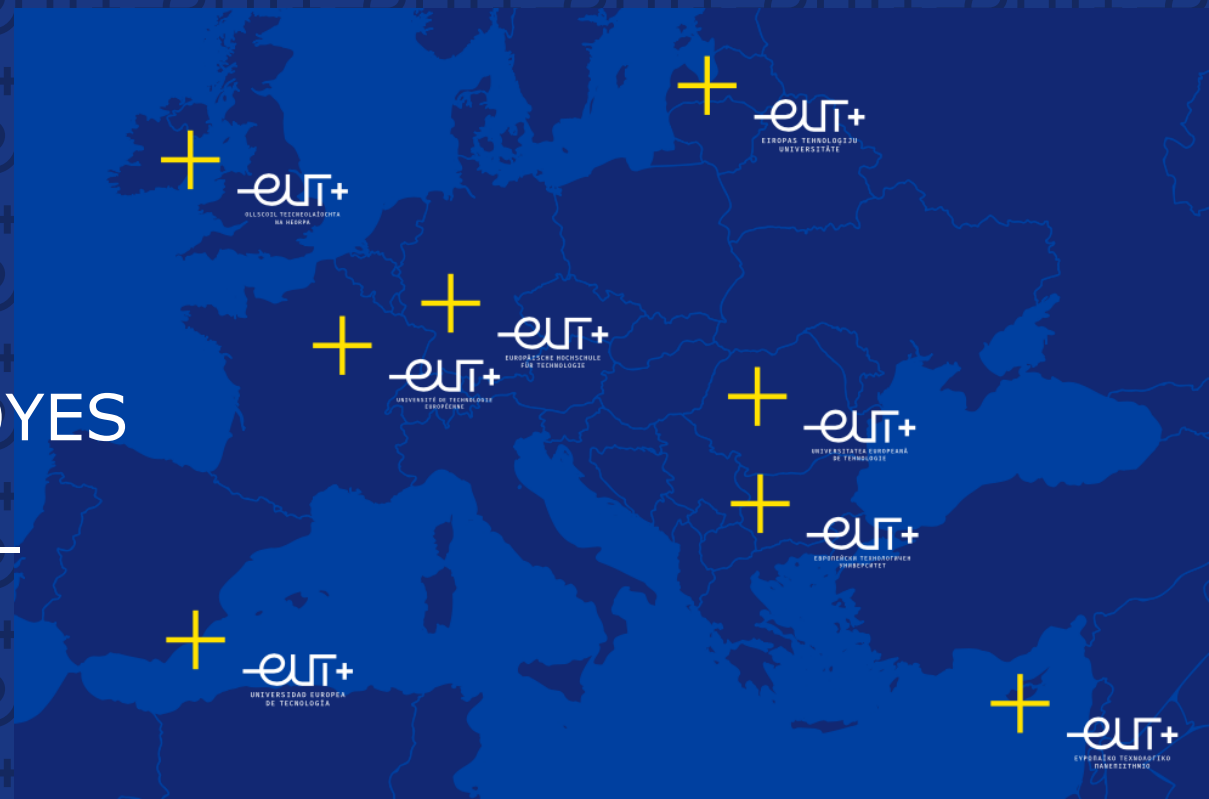 eut+
EIROPAS TEHNOLOĢIJU
UNIVERSITĀTE
eut+
OLLSCOIL TEICNEOLAÍOCHTA
NA HEORPA
eut+
EUROPÄISCHE HOCHSCHULE
FÜR TECHNOLOGIE
eut+
UNIVERSITÉ DE TECHNOLOGIE
EUROPÉENNE
OYES
eut+
UNIVERSITATEA EUROPEANĂ
DE TEHNOLOGIE
eut+
ЕВРОПЕЙСКИ ТЕХНОЛОГИЧЕН
УНИВЕРСИТЕТ
eut+
UNIVERSIDAD EUROPEA
DE TECNOLOGÍA
eut+
ΕΥΡΩΠΑΪΚΟ ΤΕΧΝΟΛΟΓΙΚΟ
ΠΑΝΕΠΙΣΤΗΜΙΟ